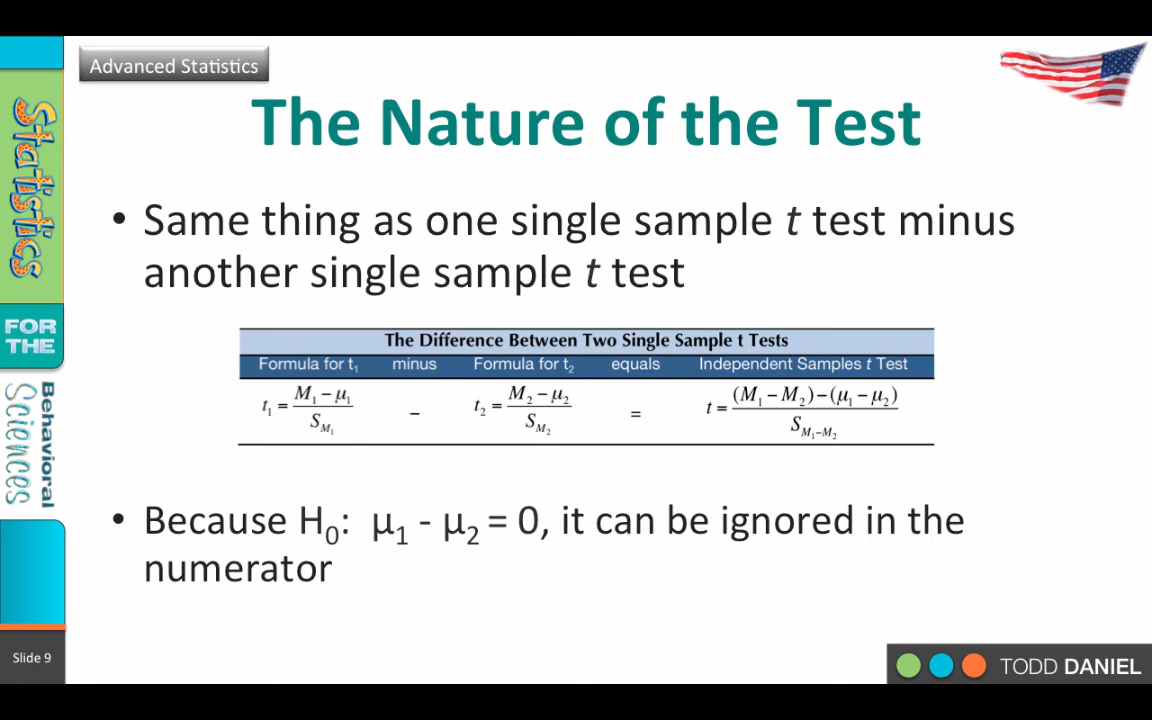 Advanced Statistics
The Nature of the Test
• Same thing as one single sample t test minus
another single sample t test
The Difference Between Two Single Sample t Tests
Formula for t₁ minus Formula for t₂ equals Independent Samples t Test
t₁ = (M₁ − μ₁) / S_M₁ − t₂ = (M₂ − μ₂) / S_M₂ = t = ((M₁ − M₂) − (μ₁ − μ₂)) / S_M₁−M₂
• Because H₀: μ₁ - μ₂ = 0, it can be ignored in the
numerator
Statistics
FOR
THE
Behavioral
Sciences
Slide 9
TODD DANIEL